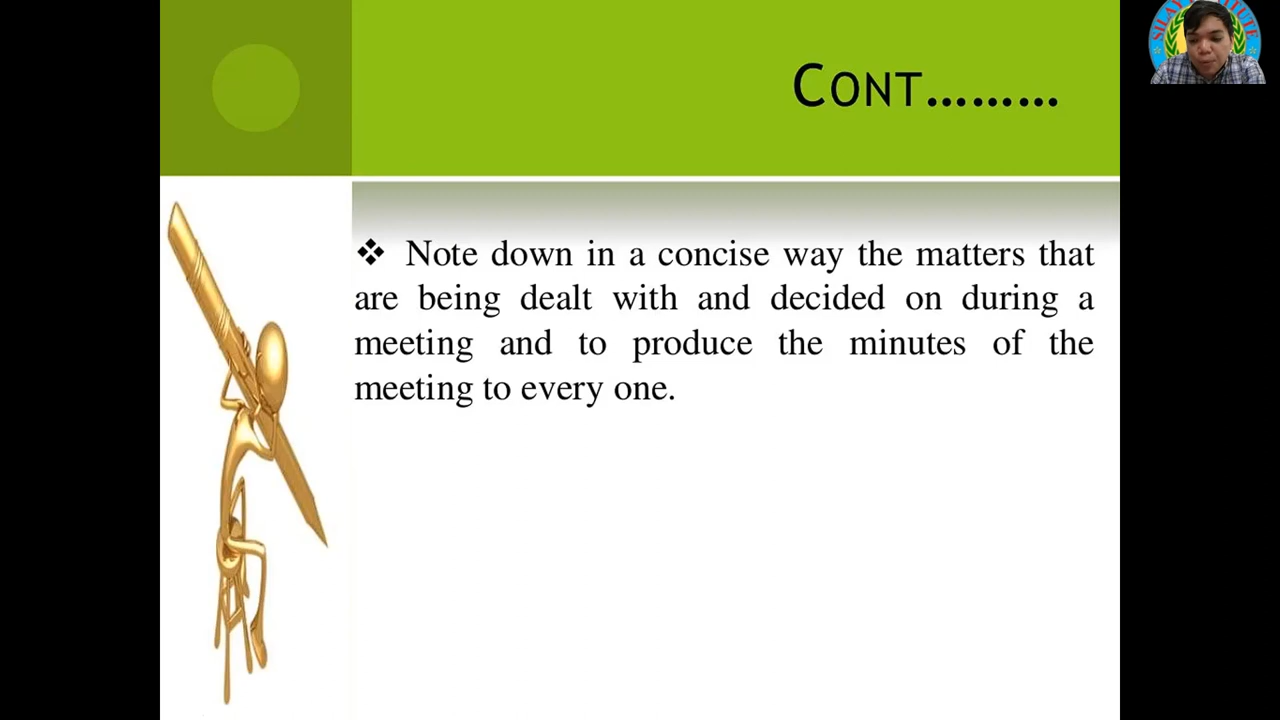 CONT.........
❖ Note down in a concise way the matters that
are being dealt with and decided on during a
meeting and to produce the minutes of the
meeting to every one.